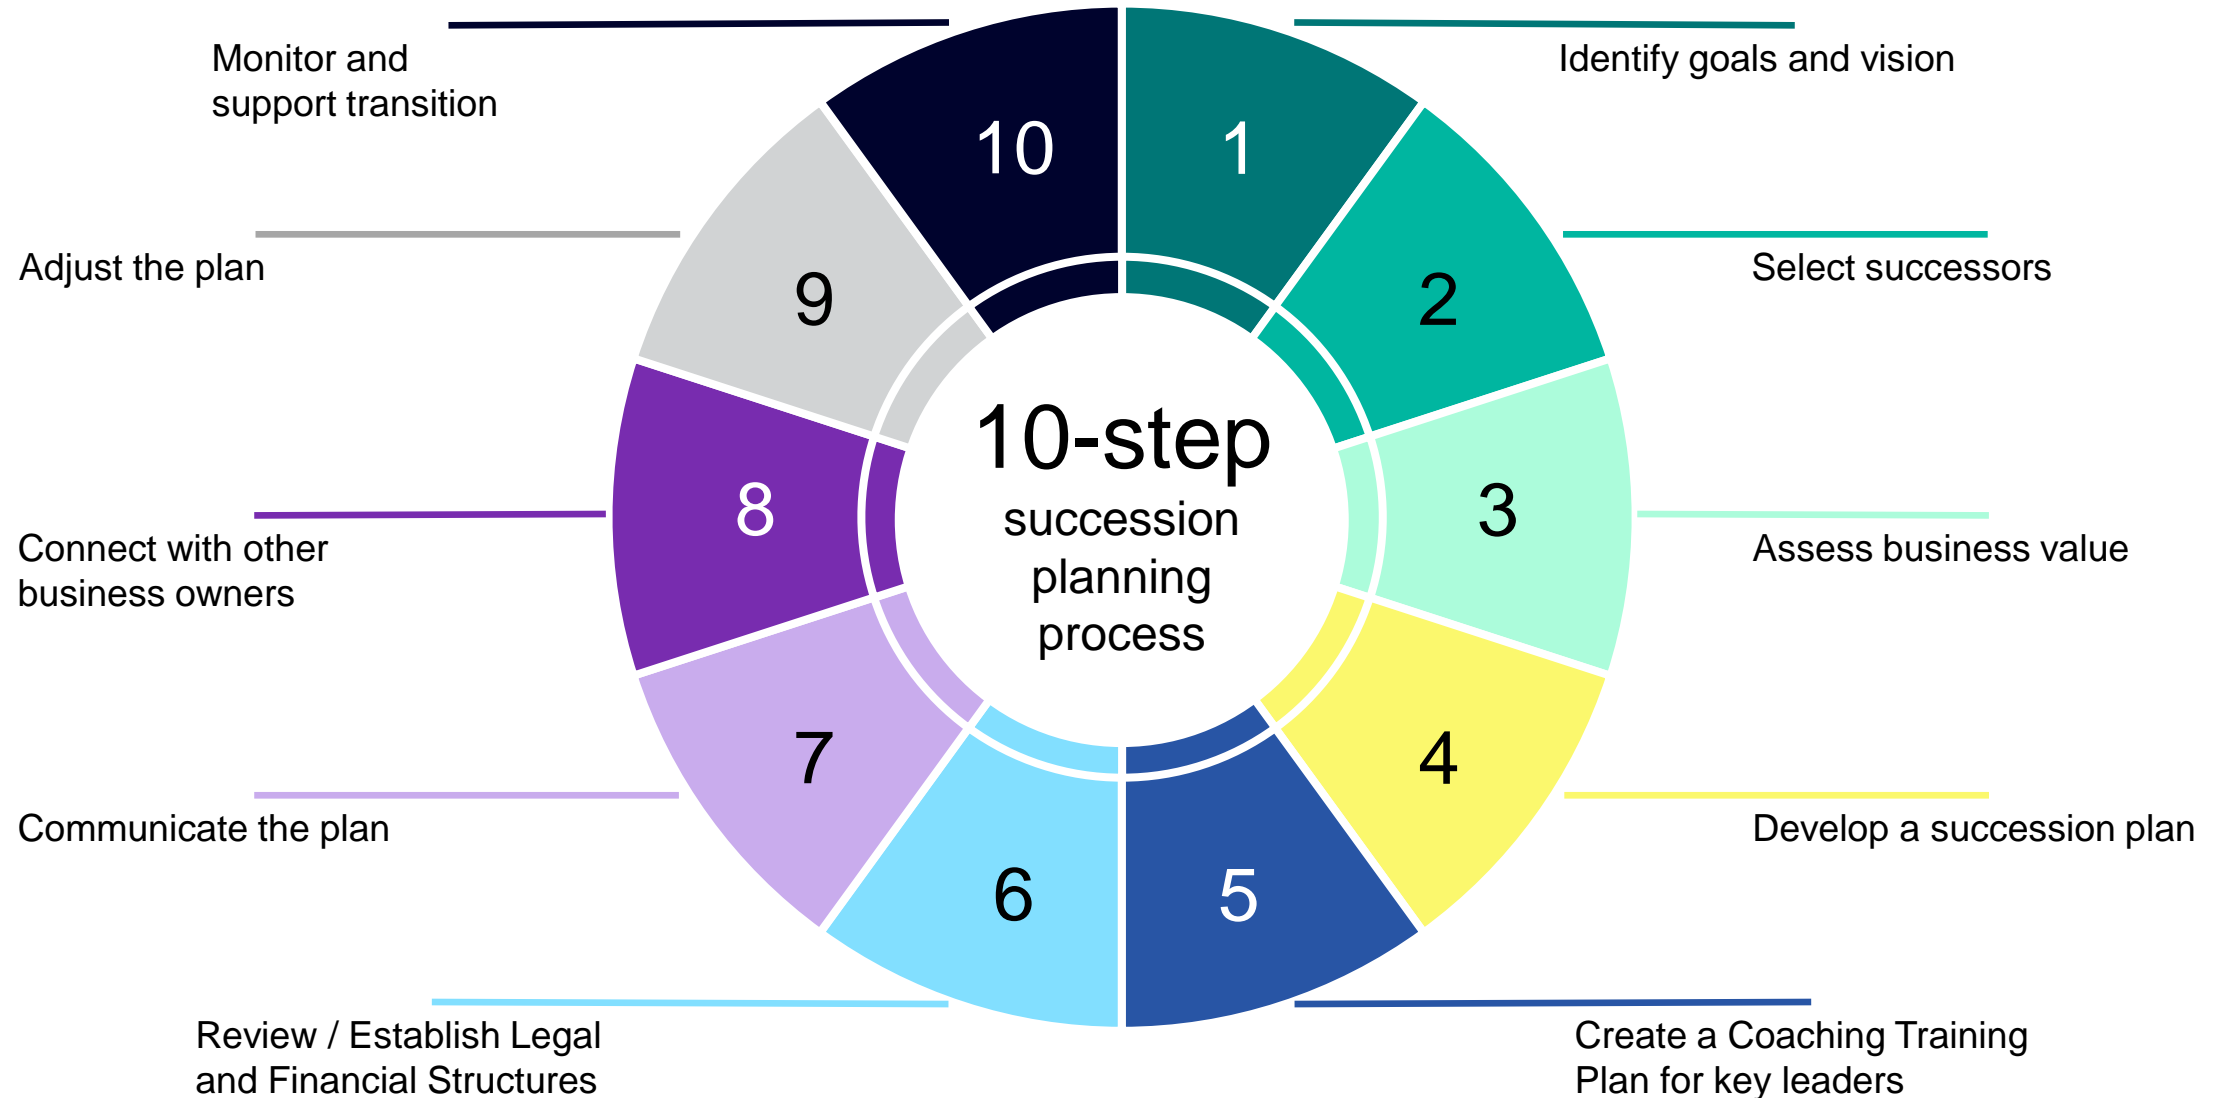 10-step
succession
planning
process
1
Identify goals and vision
2
Select successors
3
Assess business value
4
Develop a succession plan
5
Create a Coaching Training
Plan for key leaders
6
Review / Establish Legal
and Financial Structures
7
Communicate the plan
8
Connect with other
business owners
9
Adjust the plan
10
Monitor and
support transition